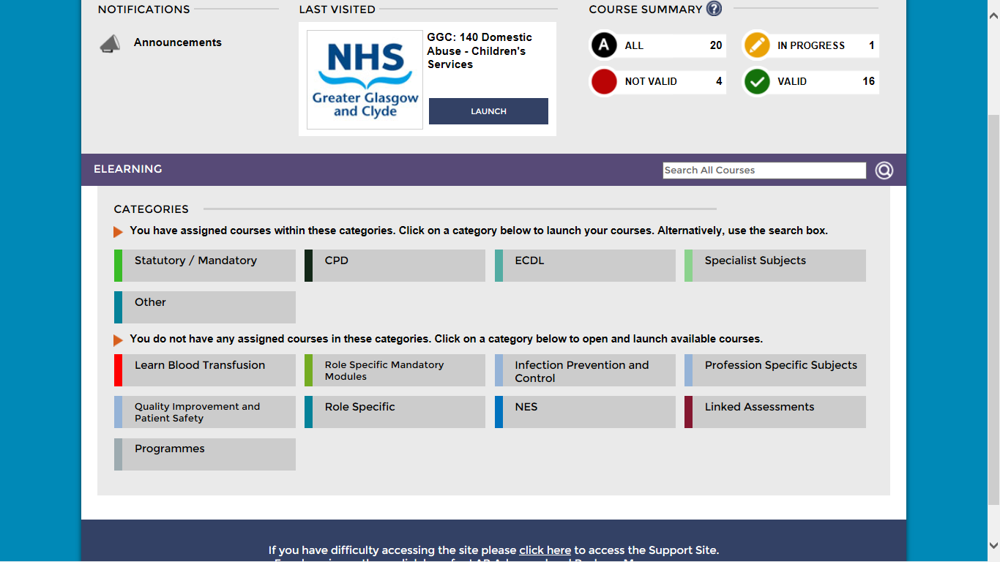 NOTIFICATIONS
Announcements
LAST VISITED
NHS
Greater Glasgow
and Clyde
GGC: 140 Domestic
Abuse - Children's
Services
LAUNCH
COURSE SUMMARY ?
A ALL 20
IN PROGRESS 1
NOT VALID 4
VALID 16
ELEARNING
Search All Courses
CATEGORIES
You have assigned courses within these categories. Click on a category below to launch your courses. Alternatively, use the search box.
Statutory / Mandatory
CPD
ECDL
Specialist Subjects
Other
You do not have any assigned courses in these categories. Click on a category below to open and launch available courses.
Learn Blood Transfusion
Role Specific Mandatory
Modules
Infection Prevention and
Control
Profession Specific Subjects
Quality Improvement and
Patient Safety
Role Specific
NES
Linked Assessments
Programmes
If you have difficulty accessing the site please click here to access the Support Site.